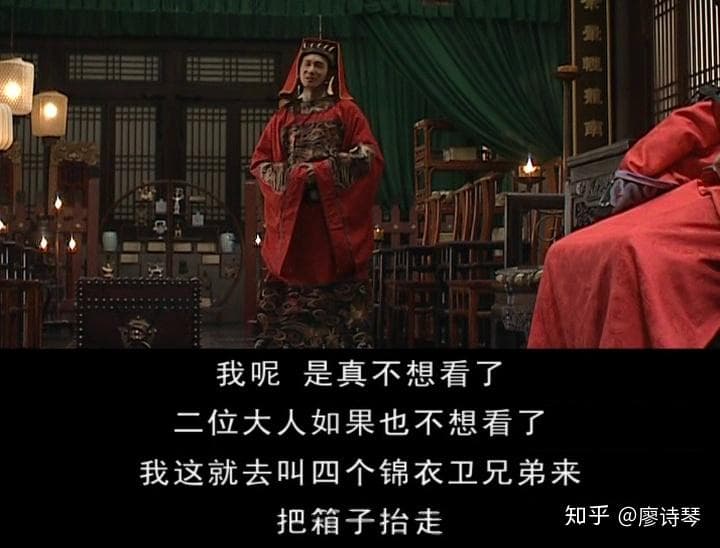 我呢 是真不想看了
二位大人如果也不想看了
我这就去叫四个锦衣卫兄弟来
把箱子抬走
知乎 @廖诗琴